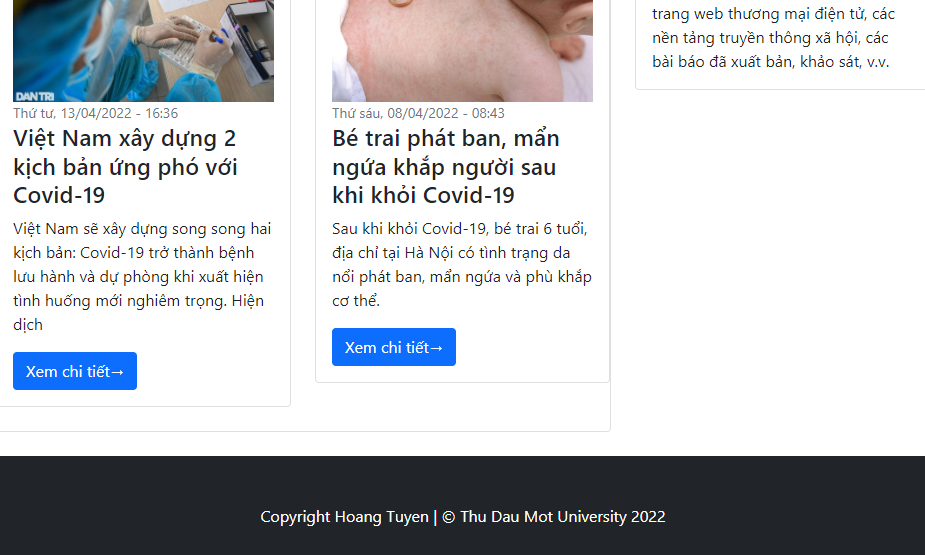 DÂN TRÍ
Thứ tư, 13/04/2022 - 16:36
Việt Nam xây dựng 2
kịch bản ứng phó với
Covid-19
Việt Nam sẽ xây dựng song song hai
kịch bản: Covid-19 trở thành bệnh
lưu hành và dự phòng khi xuất hiện
tình huống mới nghiêm trọng. Hiện
dịch
Xem chi tiết→
Thứ sáu, 08/04/2022 - 08:43
Bé trai phát ban, mẩn
ngứa khắp người sau
khi khỏi Covid-19
Sau khi khỏi Covid-19, bé trai 6 tuổi,
địa chỉ tại Hà Nội có tình trạng da
nổi phát ban, mẩn ngứa và phù khắp
cơ thể.
Xem chi tiết→
trang web thương mại điện tử, các
nền tảng truyền thông xã hội, các
bài báo đã xuất bản, khảo sát, v.v.
Copyright Hoang Tuyen | © Thu Dau Mot University 2022